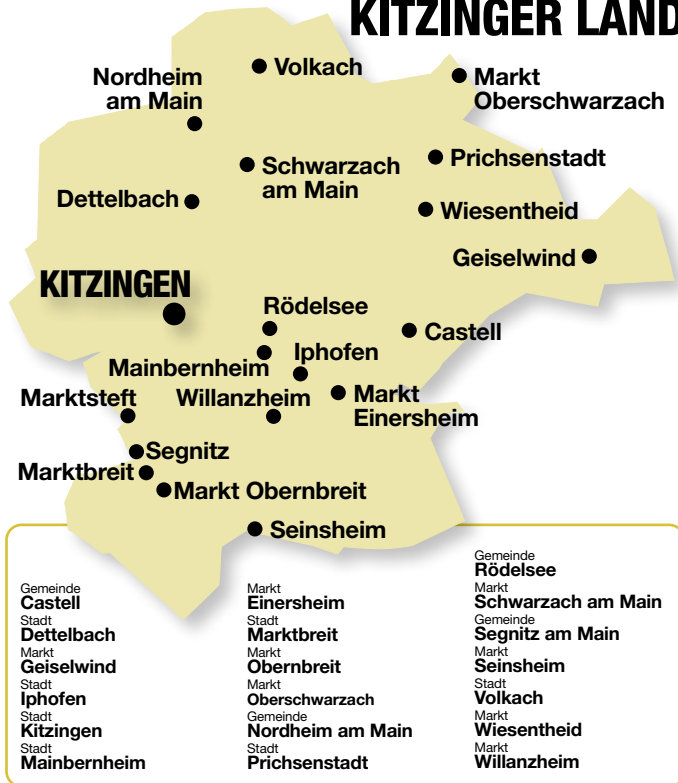 KITZINGER LAND
Volkach
Nordheim
am Main
Markt
Oberschwarzach
Schwarzach
am Main
Prichsenstadt
Dettelbach
Wiesentheid
Geiselwind
KITZINGEN
Rödelsee
Castell
Mainbernheim
Iphofen
Marktsteft
Willanzheim
Markt
Einersheim
Segnitz
Marktbreit
Markt Obernbreit
Seinsheim
Gemeinde
Castell
Stadt
Dettelbach
Markt
Geiselwind
Stadt
Iphofen
Stadt
Kitzingen
Stadt
Mainbernheim
Markt
Einersheim
Stadt
Marktbreit
Markt
Obernbreit
Markt
Oberschwarzach
Gemeinde
Nordheim am Main
Stadt
Prichsenstadt
Gemeinde
Rödelsee
Markt
Schwarzach am Main
Gemeinde
Segnitz am Main
Markt
Seinsheim
Stadt
Volkach
Markt
Wiesentheid
Markt
Willanzheim